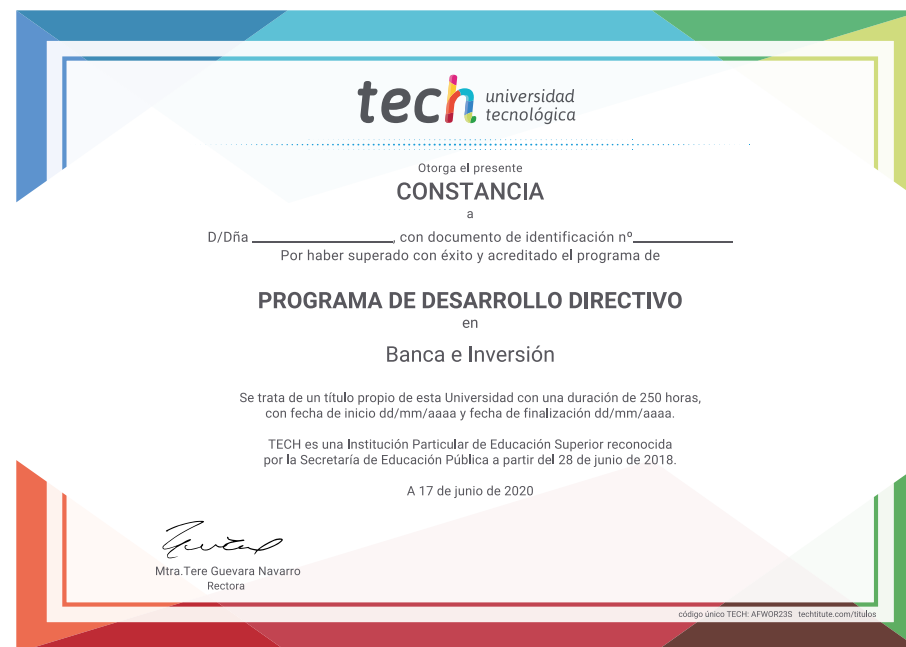 tech universidad
tecnológica
Otorga el presente
CONSTANCIA
a
D/Dña ________________, con documento de identificación nº____________
Por haber superado con éxito y acreditado el programa de
PROGRAMA DE DESARROLLO DIRECTIVO
en
Banca e Inversión
Se trata de un título propio de esta Universidad con una duración de 250 horas,
con fecha de inicio dd/mm/aaaa y fecha de finalización dd/mm/aaaa.
TECH es una Institución Particular de Educación Superior reconocida
por la Secretaría de Educación Pública a partir del 28 de junio de 2018.
A 17 de junio de 2020
Mtra.Tere Guevara Navarro
Rectora
código único TECH: AFWOR23S techtitute.com/titulos